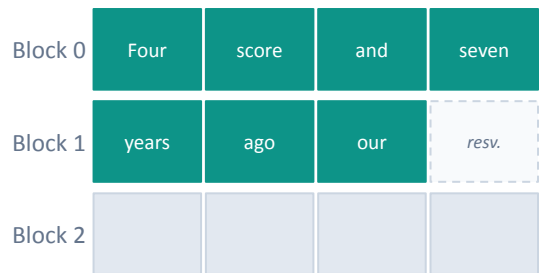 Block 0 Four score and seven
Block 1 years ago our resv.
Block 2